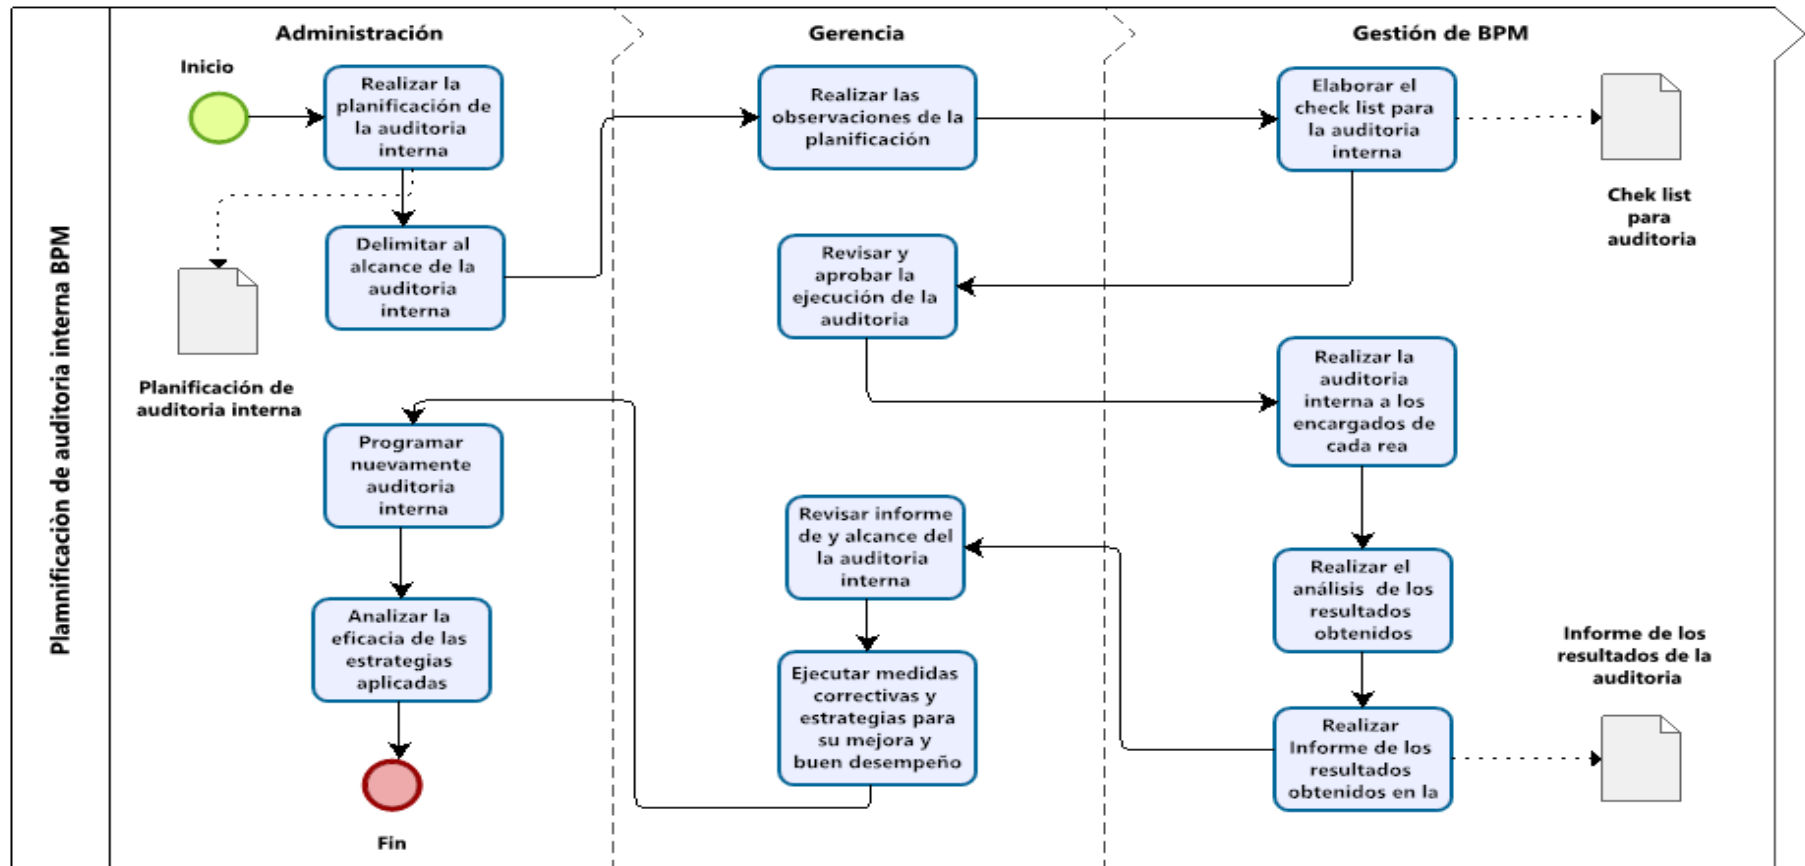 Plamnificaciòn de auditoria interna BPM
Administración
Gerencia
Gestión de BPM
Inicio
Realizar la
planificación de
la auditoria
interna
Realizar las
observaciones de la
planificación
Elaborar el
check list para
la auditoria
interna
Chek list
para
auditoria
Delimitar al
alcance de la
auditoria
interna
Revisar y
aprobar la
ejecución de la
auditoria
Planificación de
auditoria interna
Realizar la
auditoria
interna a los
encargados de
cada rea
Programar
nuevamente
auditoria
interna
Revisar informe
de y alcance del
la auditoria
interna
Realizar el
análisis de los
resultados
obtenidos
Analizar la
eficacia de las
estrategias
aplicadas
Ejecutar medidas
correctivas y
estrategias para
su mejora y
buen desempeño
Informe de los
resultados de la
auditoria
Realizar
Informe de los
resultados
obtenidos en la
Fin